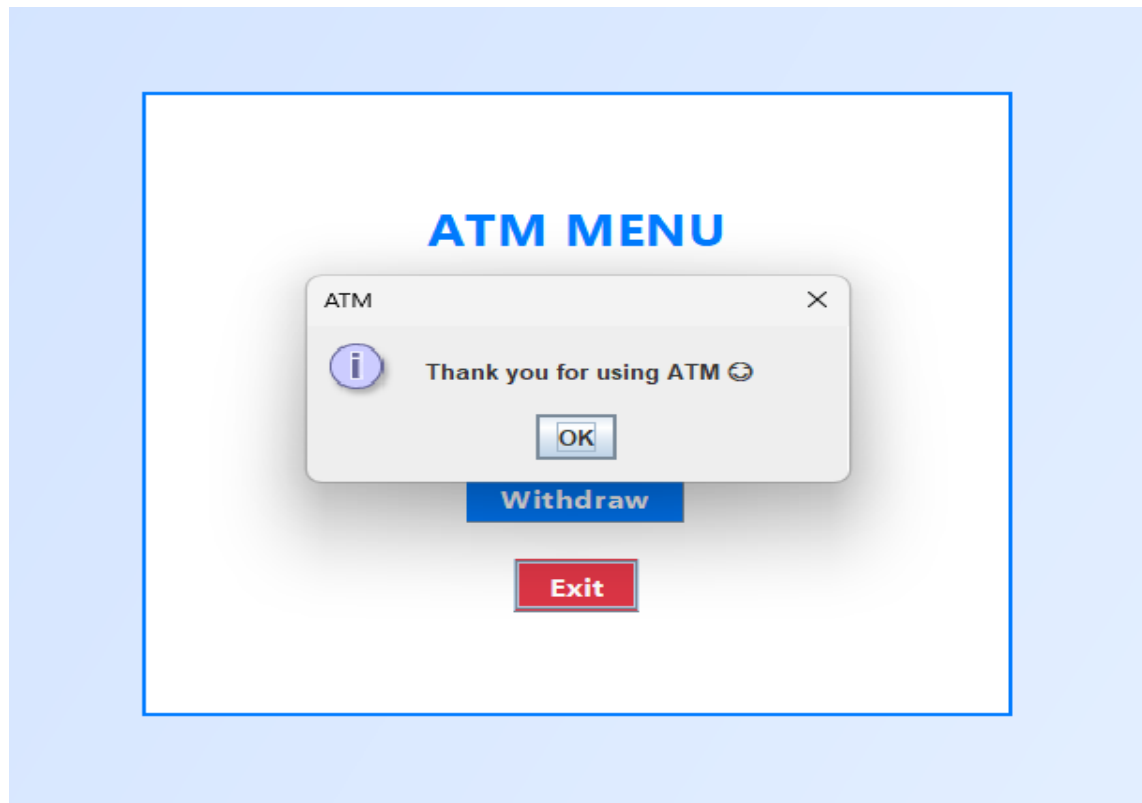 ATM MENU
ATM
Thank you for using ATM 😊
OK
Withdraw
Exit